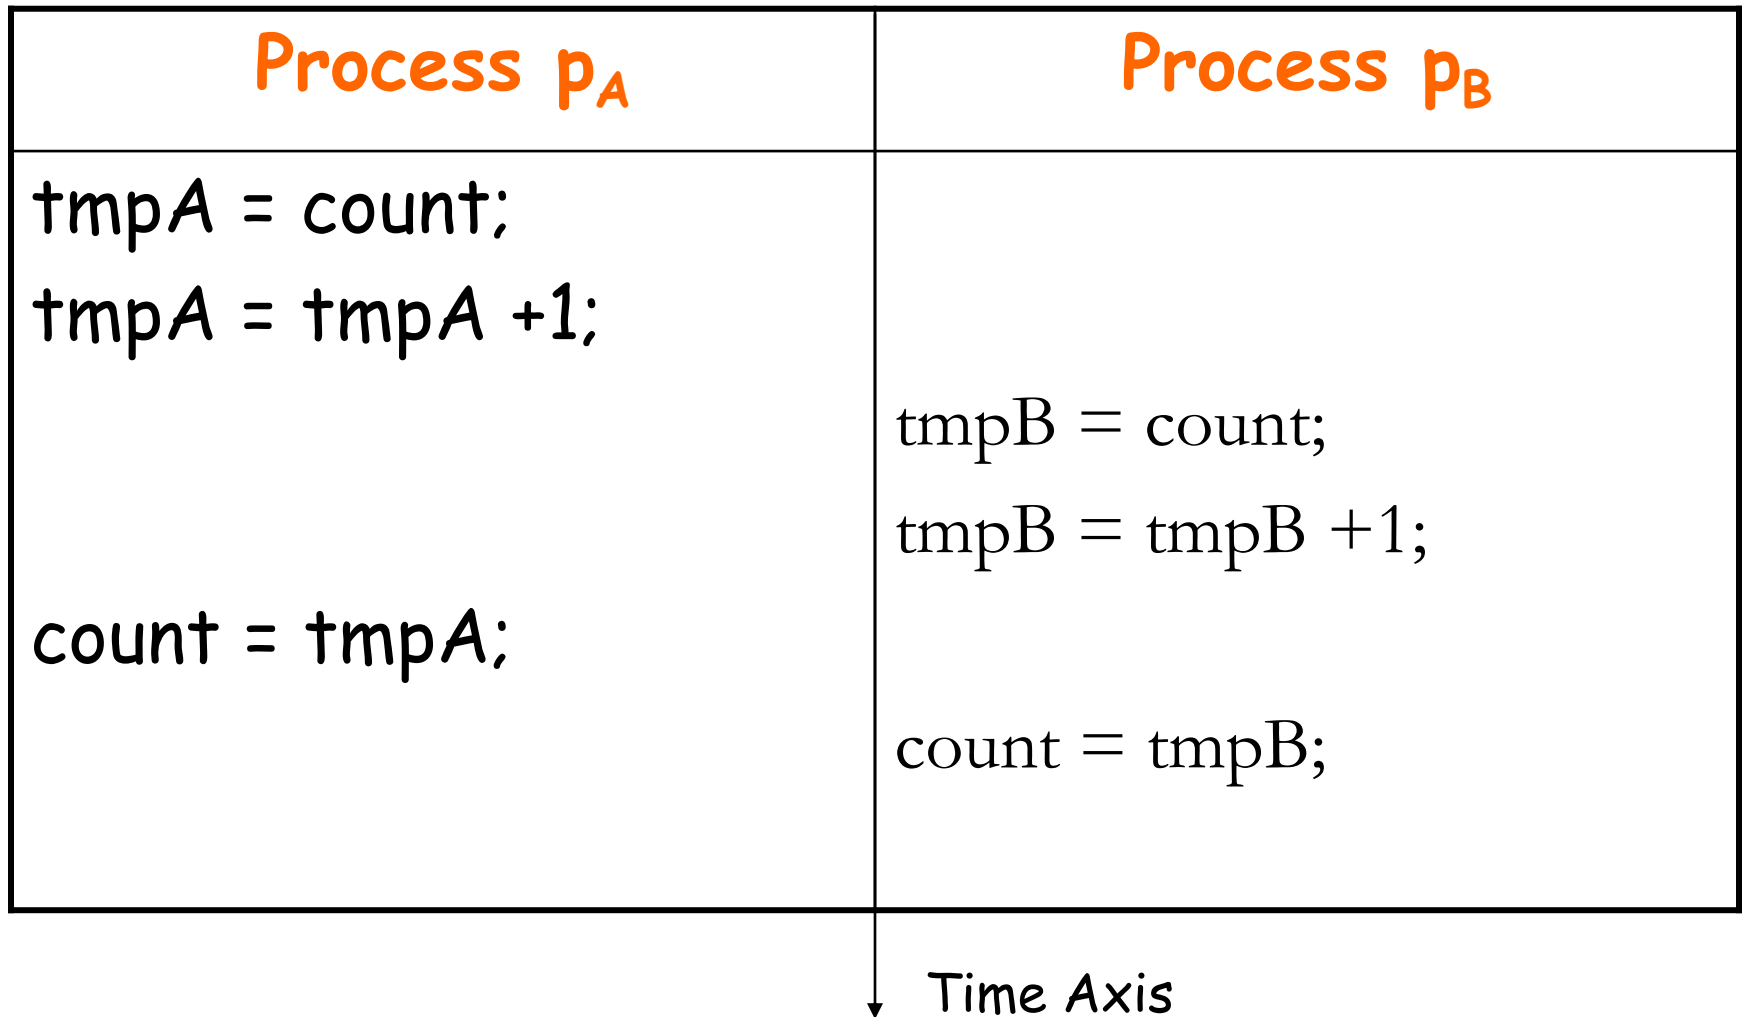 Process pA
Process pB
tmpA = count;
tmpA = tmpA +1;
tmpB = count;
tmpB = tmpB +1;
count = tmpA;
count = tmpB;
Time Axis